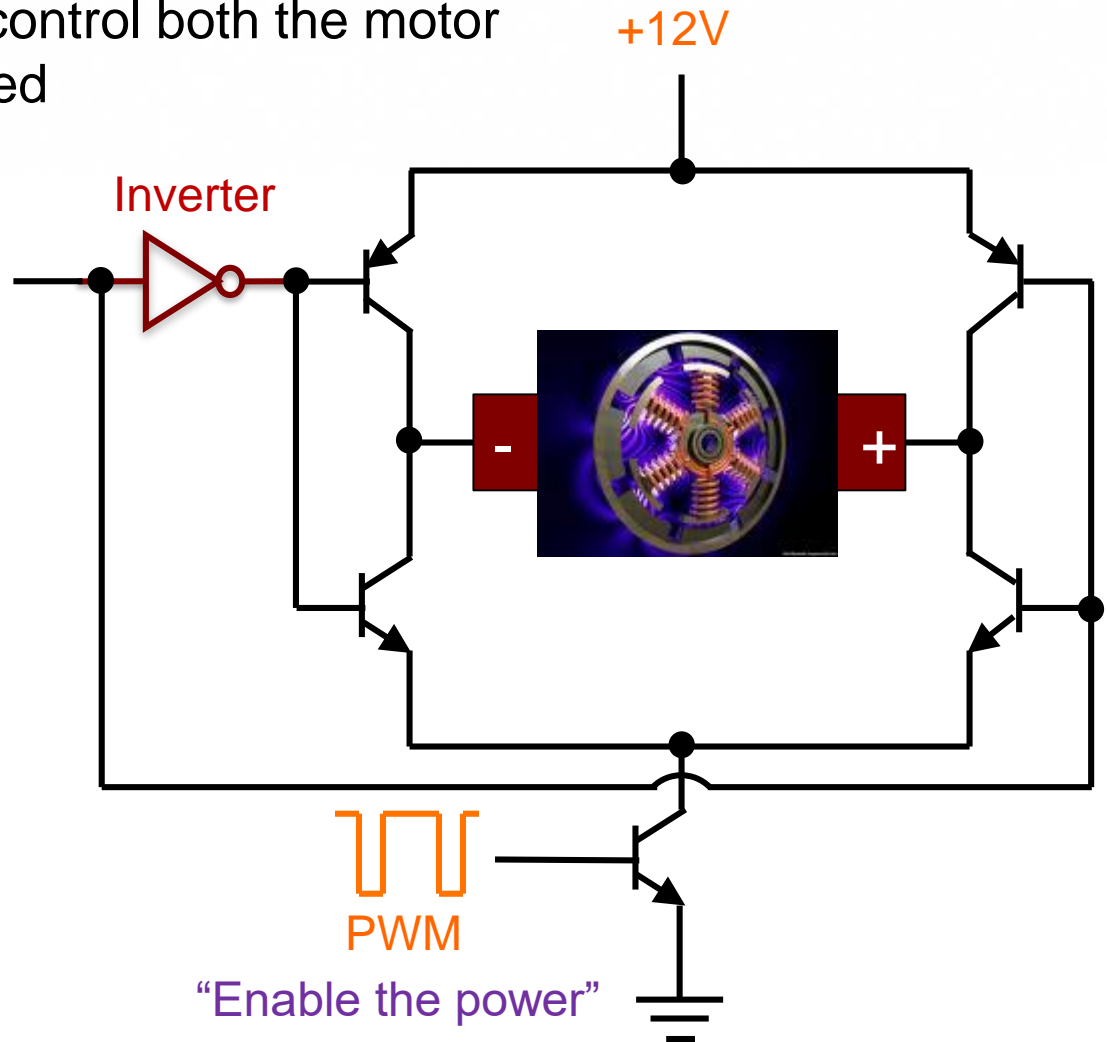 control both the motor
ed
+12V
Inverter
-
+
PWM
“Enable the power”